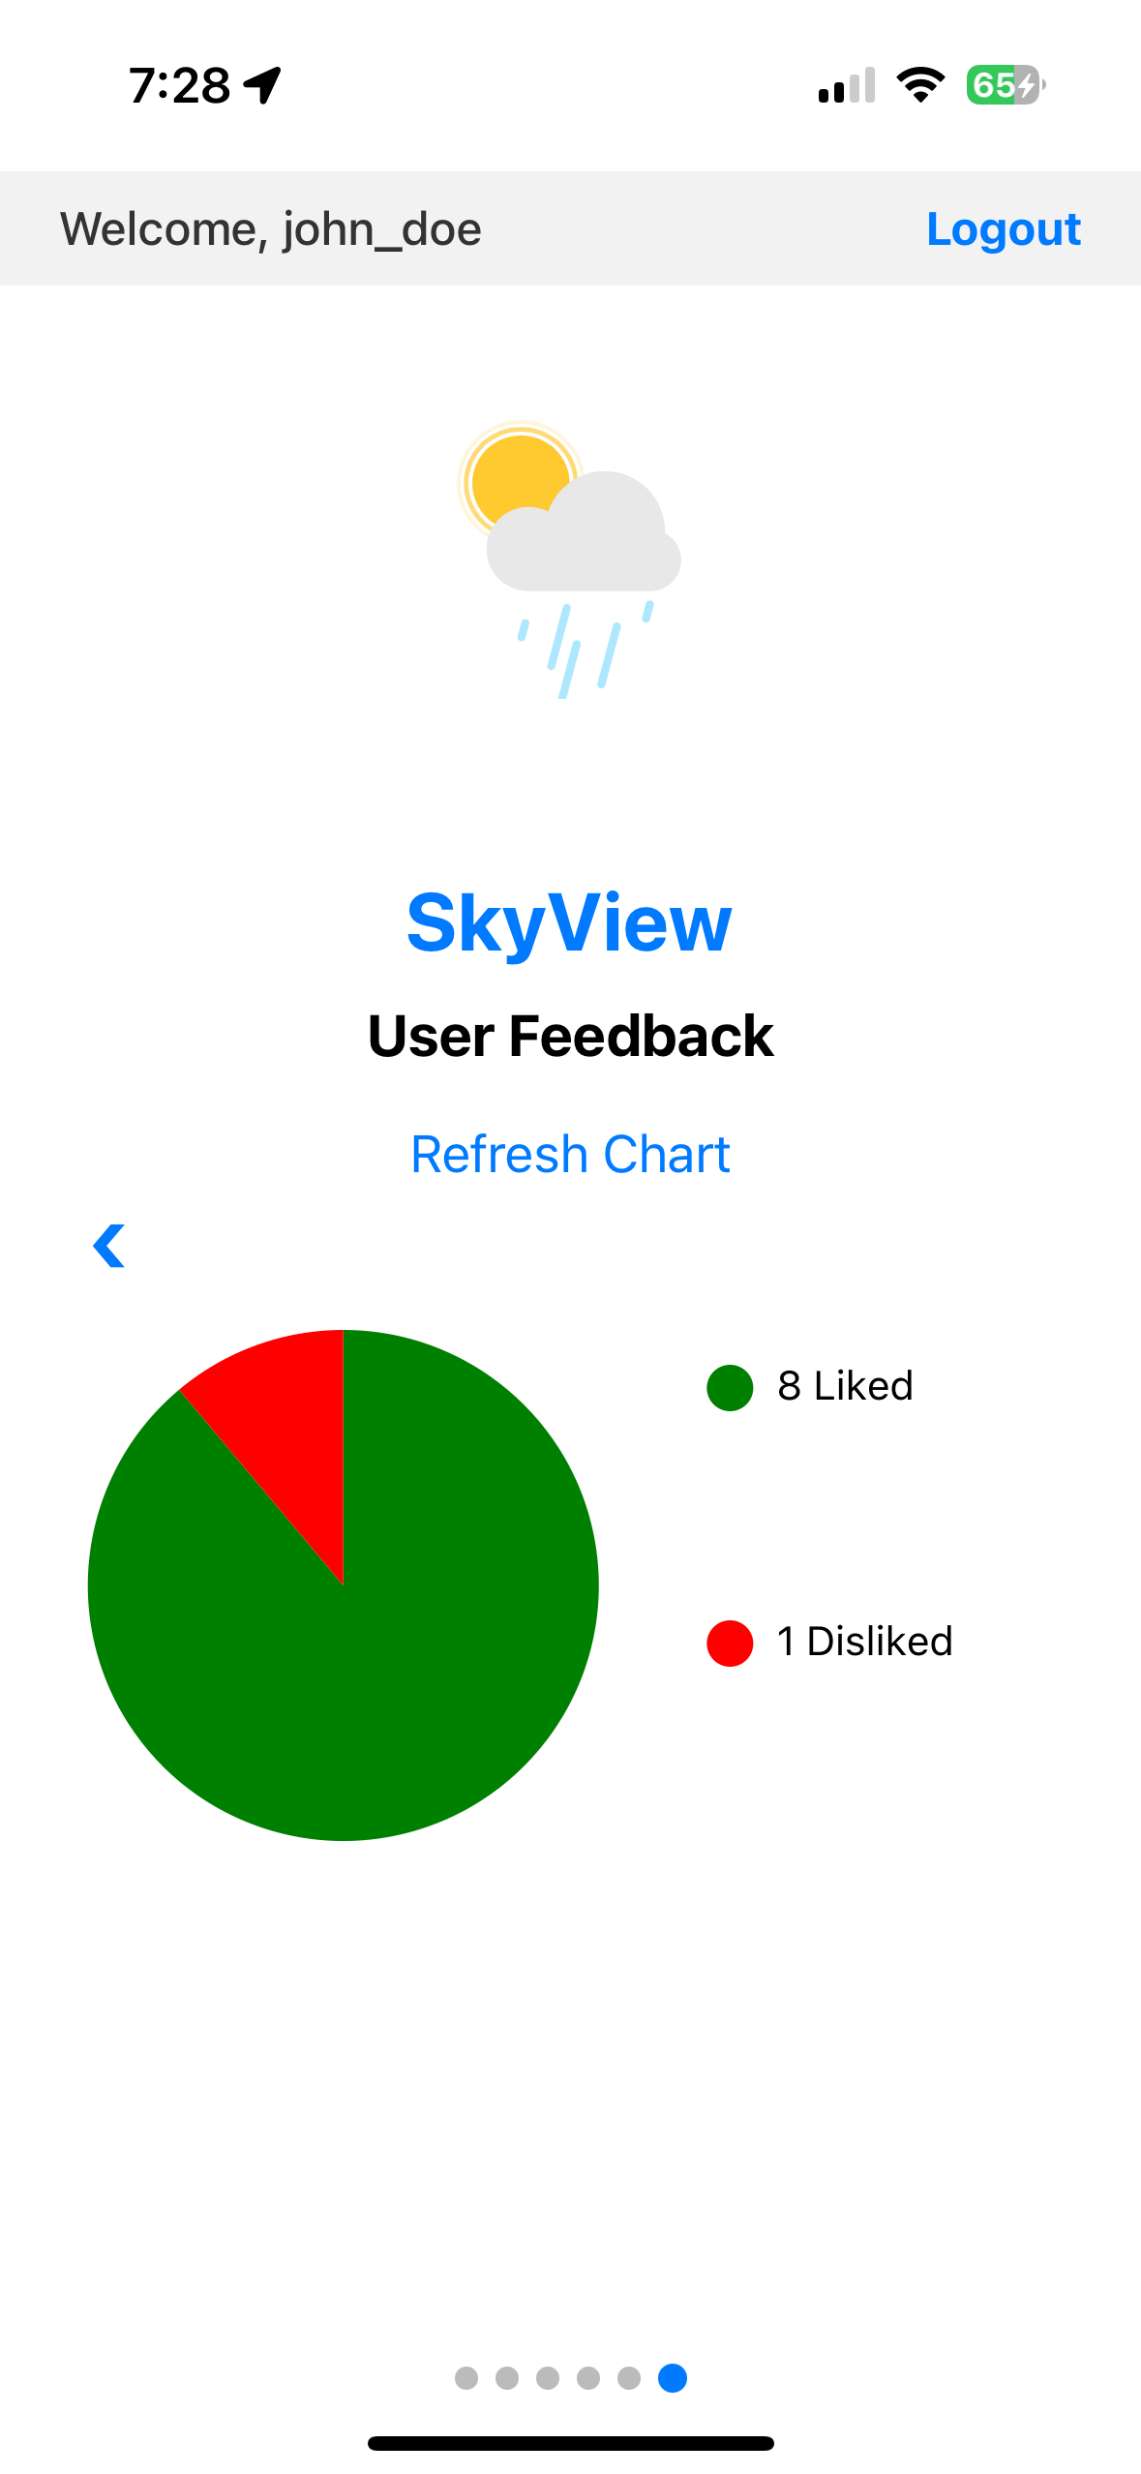 7:28
65
Welcome, john_doe
Logout
SkyView
User Feedback
Refresh Chart
8 Liked
1 Disliked